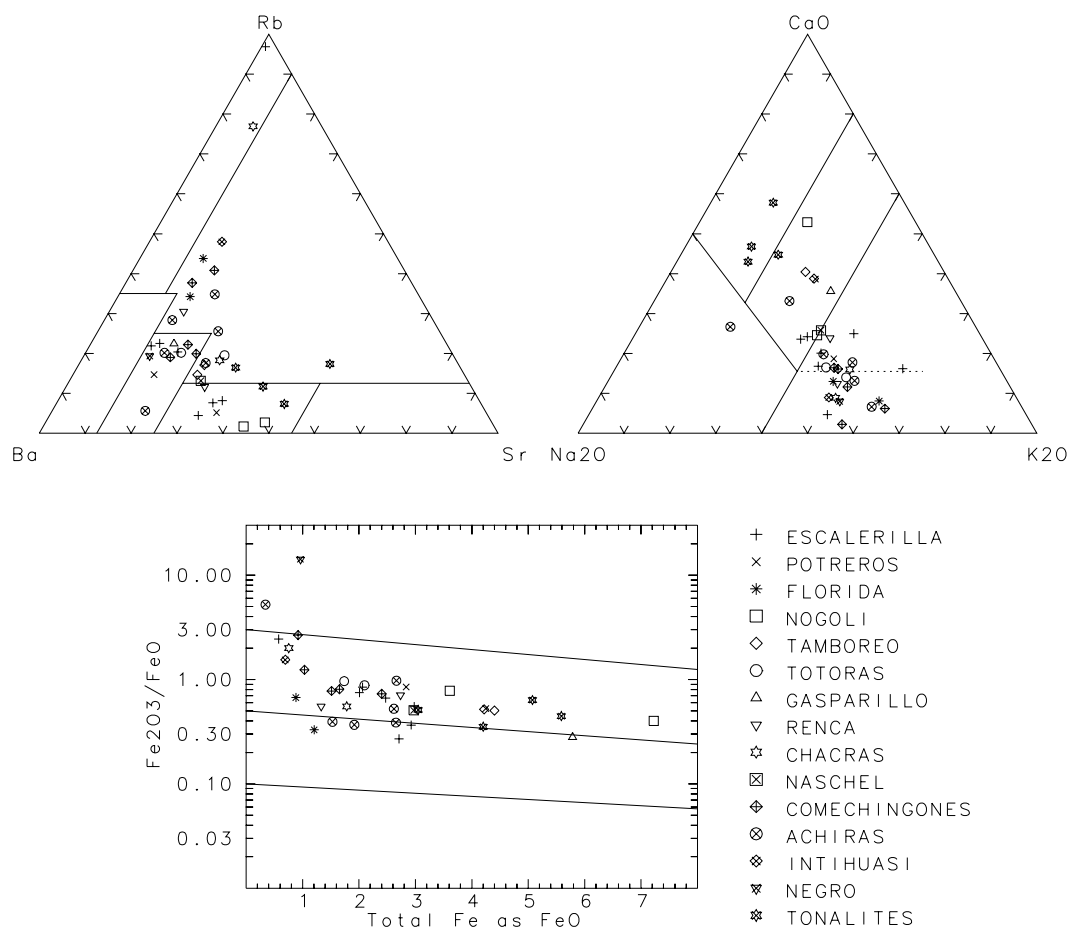 Rb
CaO
Ba
Sr
Na2O
K2O
Fe2O3/FeO
10.00
3.00
1.00
0.30
0.10
0.03
1 2 3 4 5 6 7
Total Fe as FeO
ESCALERILLA
POTREROS
FLORIDA
NOGOLI
TAMBOREO
TOTORAS
GASPARILLO
RENCA
CHACRAS
NASCHEL
COMECHINGONES
ACHIRAS
INTIHUASI
NEGRO
TONALITES